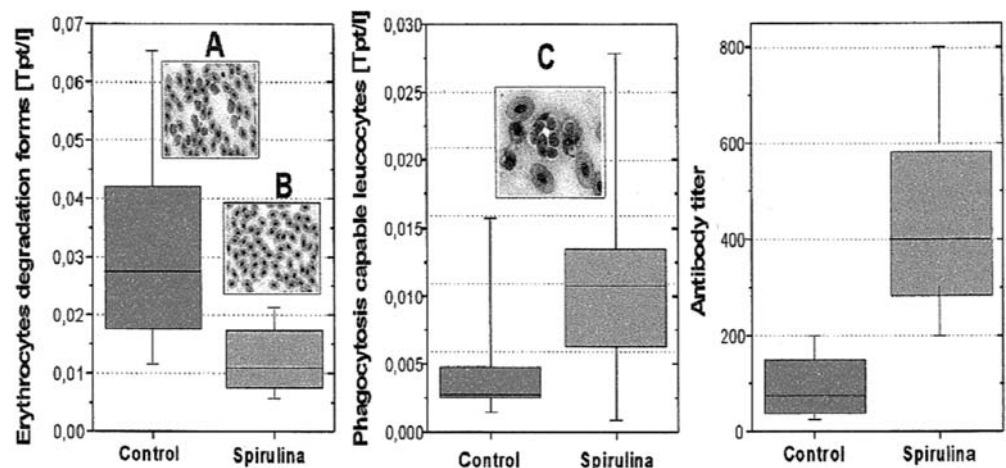 Erythrocytes degradation forms [Tpt/l]
0,07
0,06
0,05
0,04
0,03
0,02
0,01
0,00
A
B
Control
Spirulina
Phagocytosis capable leucocytes [Tpt/l]
0,030
0,025
0,020
0,015
0,010
0,005
0,000
C
Control
Spirulina
Antibody titer
800
600
400
200
0
Control
Spirulina